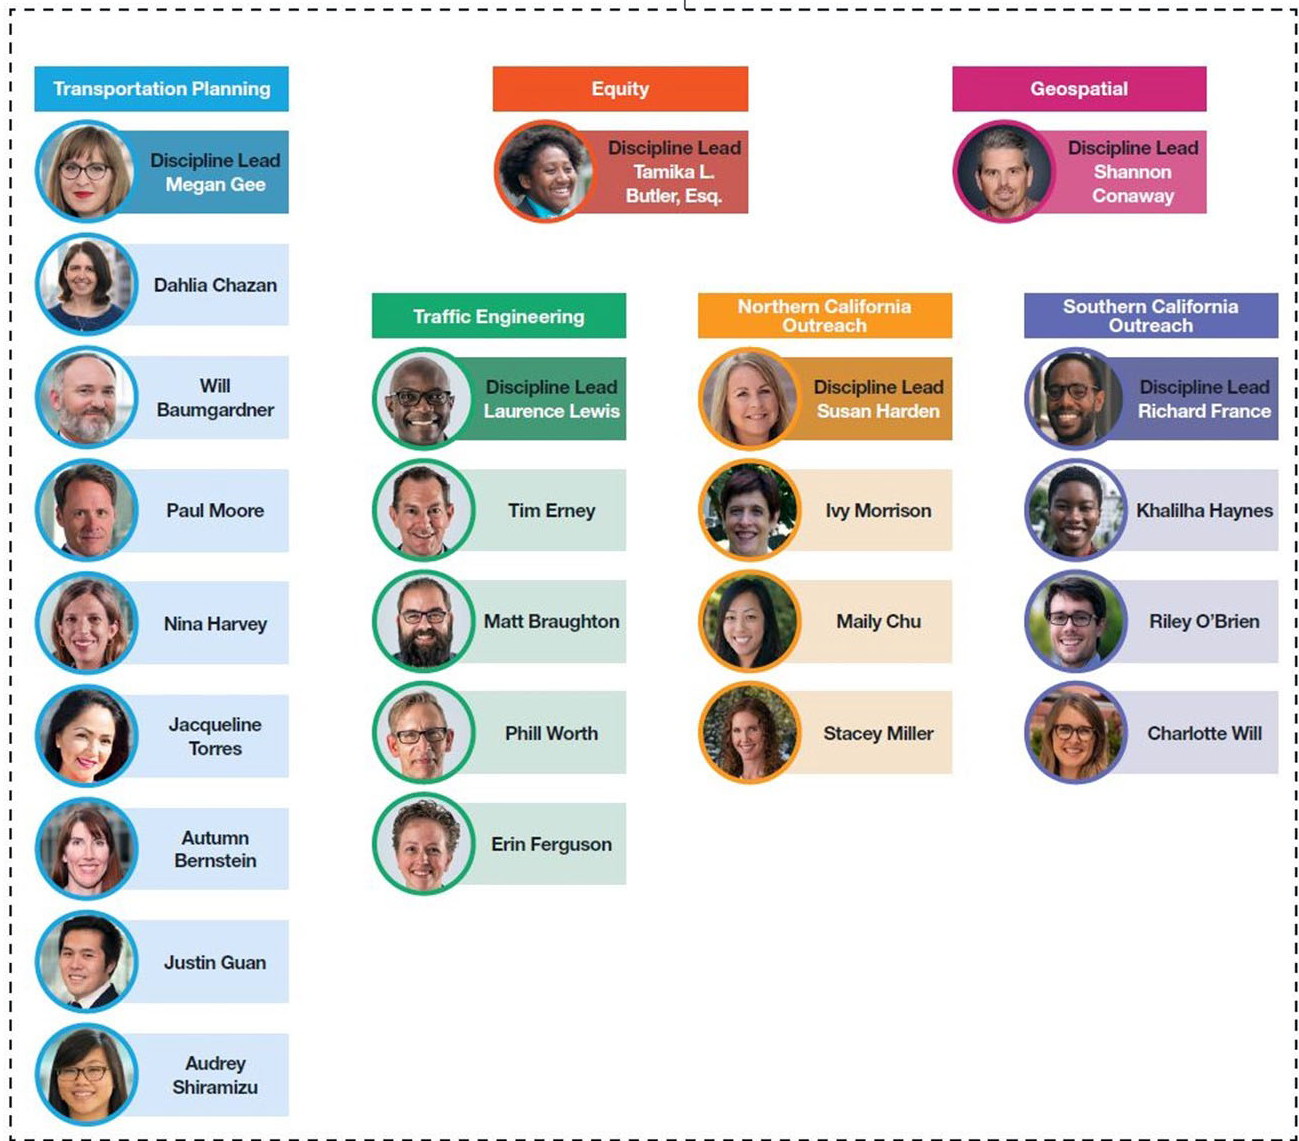 Transportation Planning
Discipline Lead
Megan Gee
Dahlia Chazan
Will
Baumgardner
Paul Moore
Nina Harvey
Jacqueline
Torres
Autumn
Bernstein
Justin Guan
Audrey
Shiramizu
Equity
Discipline Lead
Tamika L.
Butler, Esq.
Geospatial
Discipline Lead
Shannon
Conaway
Traffic Engineering
Discipline Lead
Laurence Lewis
Tim Erney
Matt Braughton
Phill Worth
Erin Ferguson
Northern California
Outreach
Discipline Lead
Susan Harden
Ivy Morrison
Maily Chu
Stacey Miller
Southern California
Outreach
Discipline Lead
Richard France
Khalilha Haynes
Riley O’Brien
Charlotte Will